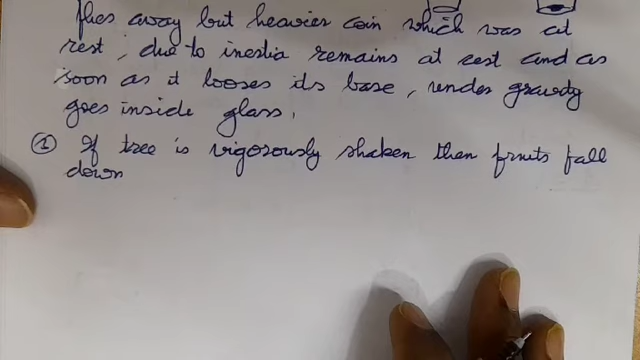 flies away but heavier coin which was at
rest, due to inertia remains at rest and as
soon as it looses its base, under gravity
goes inside glass.
② If tree is vigorously shaken then fruits fall
down